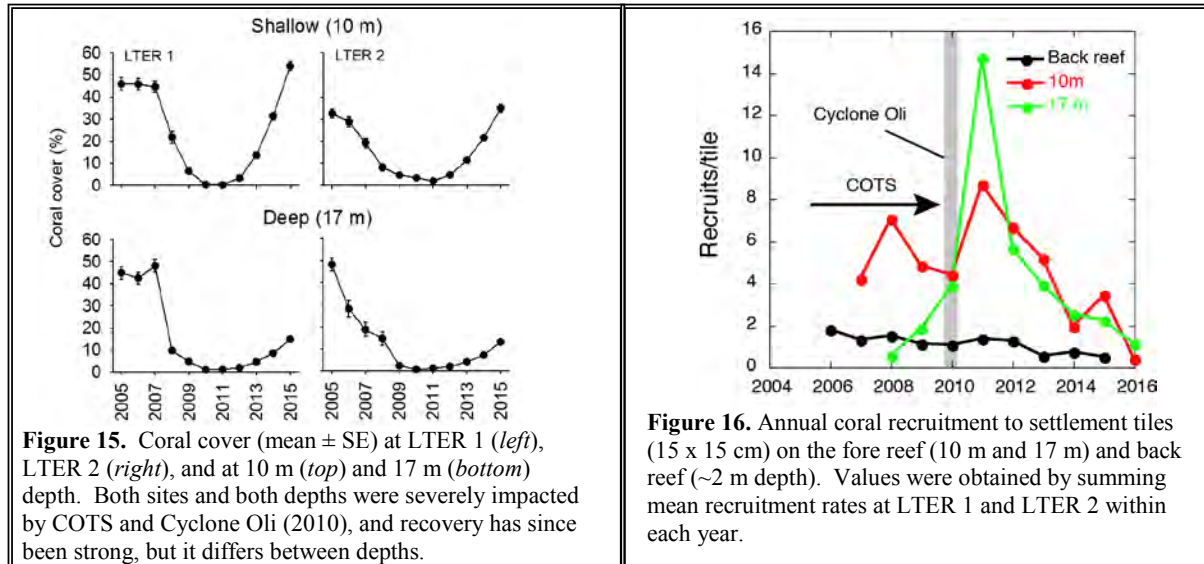 Shallow (10 m)
LTER 1
LTER 2
60
50
40
30
20
10
0
Deep (17 m)
60
50
40
30
20
10
0
Coral cover (%)
2005
2007
2009
2011
2013
2015
2005
2007
2009
2011
2013
2015
Figure 15. Coral cover (mean ± SE) at LTER 1 (left),
LTER 2 (right), and at 10 m (top) and 17 m (bottom)
depth. Both sites and both depths were severely impacted
by COTS and Cyclone Oli (2010), and recovery has since
been strong, but it differs between depths.
16
14
12
10
8
6
4
2
0
Recruits/tile
Back reef
10m
17 m
Cyclone Oli
COTS
2004
2006
2008
2010
2012
2014
2016
Figure 16. Annual coral recruitment to settlement tiles
(15 x 15 cm) on the fore reef (10 m and 17 m) and back
reef (~2 m depth). Values were obtained by summing
mean recruitment rates at LTER 1 and LTER 2 within
each year.